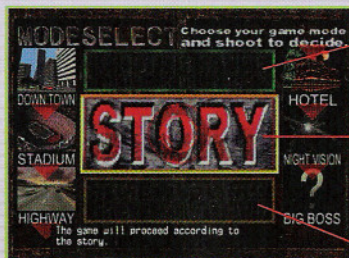 MODE SELECT
Choose your game mode
and shoot to decide.
DOWN TOWN
HOTEL
STORY
STADIUM
NIGHT VISION
?
HIGHWAY
BIG BOSS
The game will proceed according to
the story.